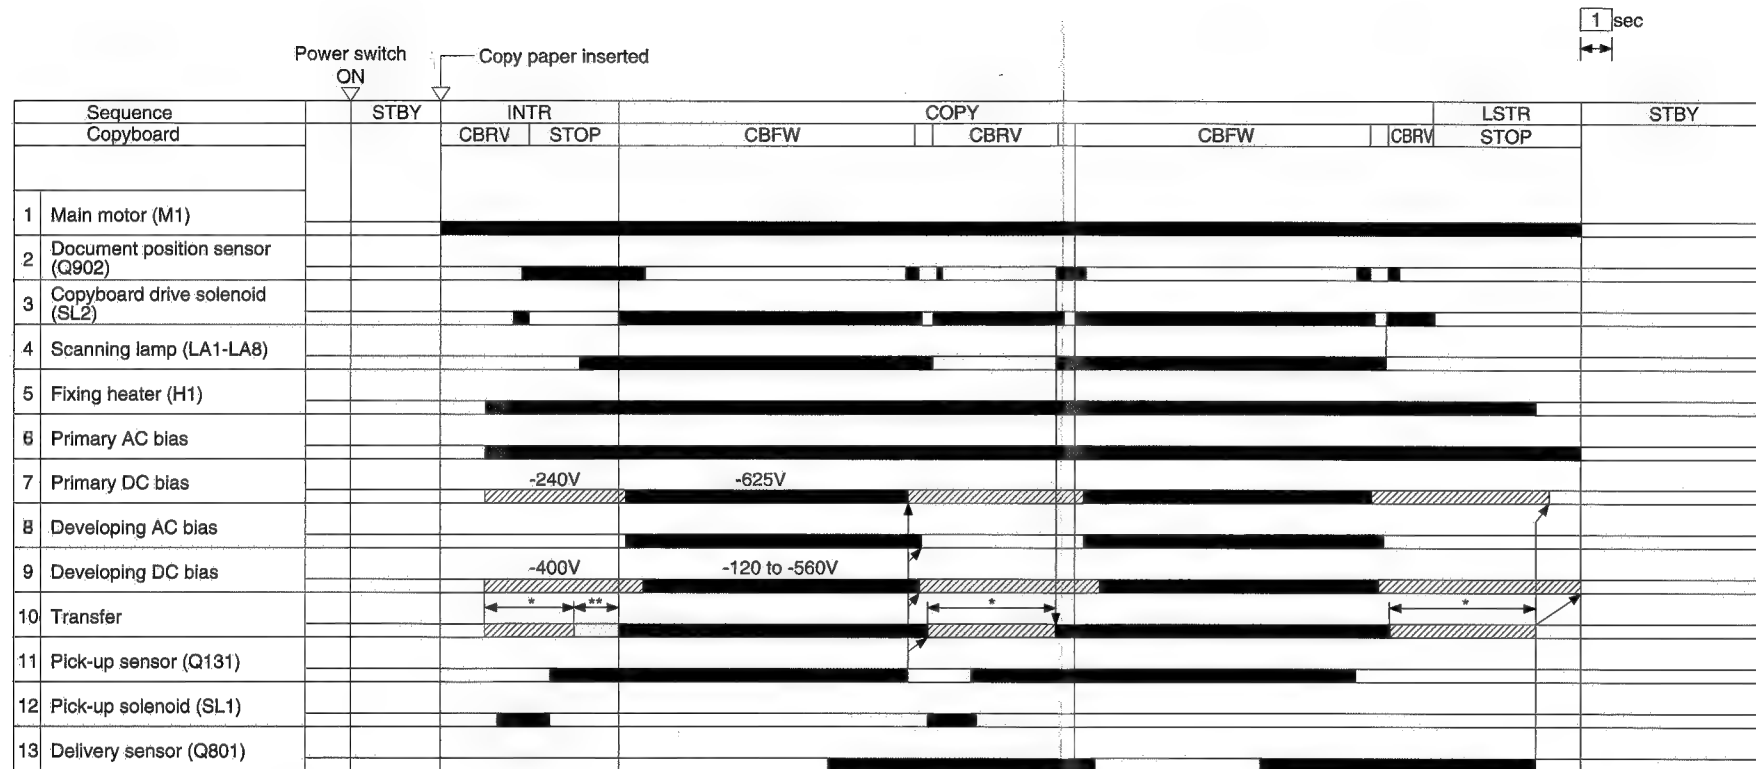 1 sec
Power switch
ON
Copy paper inserted
Sequence STBY INTR COPY LSTR STBY
Copyboard CBRV STOP CBFW CBRV CBFW CBRV STOP
1 Main motor (M1)
2 Document position sensor
(Q902)
3 Copyboard drive solenoid
(SL2)
4 Scanning lamp (LA1-LA8)
5 Fixing heater (H1)
6 Primary AC bias
7 Primary DC bias -240V -625V
8 Developing AC bias
9 Developing DC bias -400V -120 to -560V
10 Transfer * ** * *
11 Pick-up sensor (Q131)
12 Pick-up solenoid (SL1)
13 Delivery sensor (Q801)